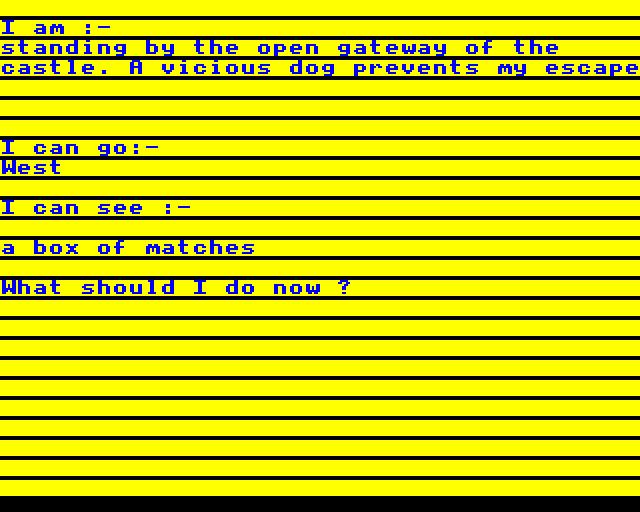 I am :-
standing by the open gateway of the
castle. A vicious dog prevents my escape
I can go:-
West
I can see :-
a box of matches
What should I do now ?